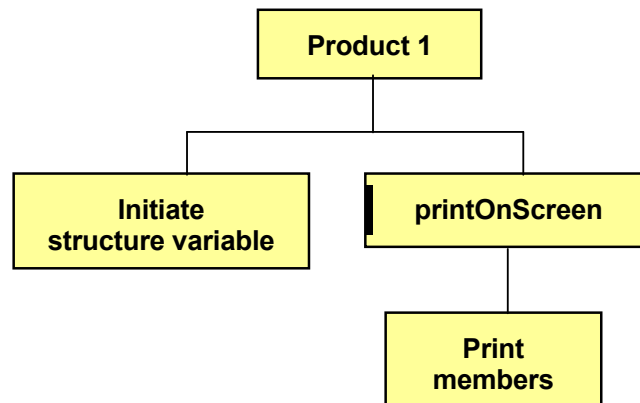 Product 1
Initiate
structure variable
printOnScreen
Print
members